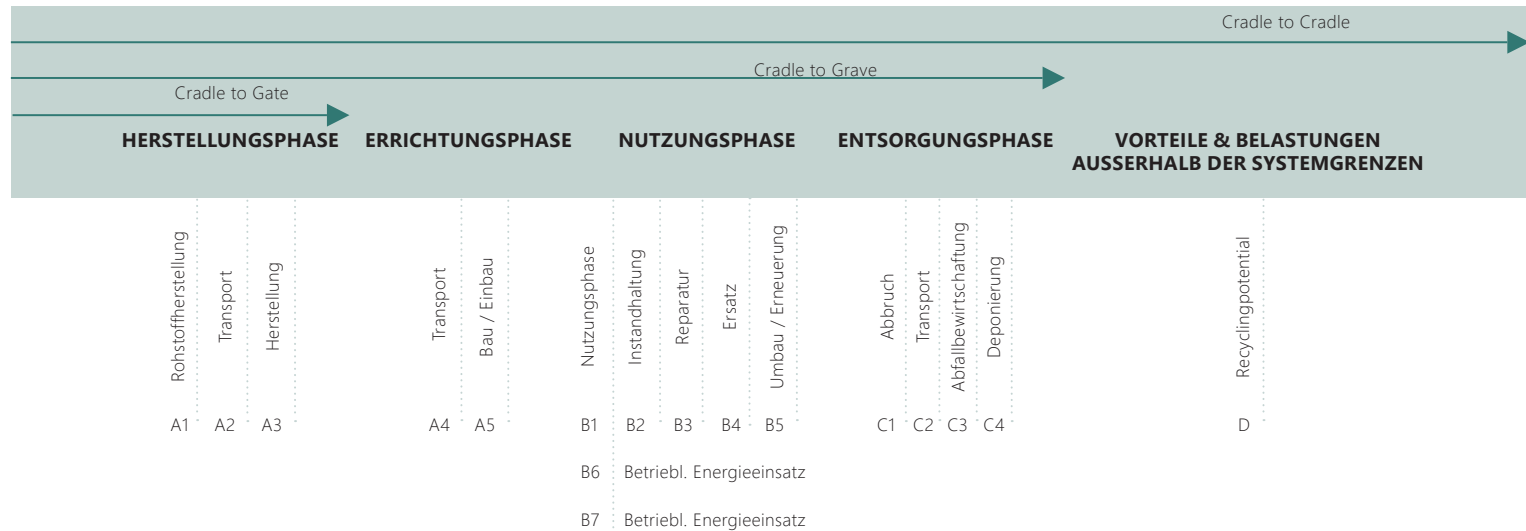 Cradle to Cradle
Cradle to Grave
Cradle to Gate
HERSTELLUNGSPHASE
ERRICHTUNGSPHASE
NUTZUNGSPHASE
ENTSORGUNGSPHASE
VORTEILE & BELASTUNGEN
AUSSERHALB DER SYSTEMGRENZEN
Rohstoffherstellung
Transport
Herstellung
Transport
Bau / Einbau
Nutzungsphase
Instandhaltung
Reparatur
Ersatz
Umbau / Erneuerung
Abbruch
Transport
Abfallbewirtschaftung
Deponierung
Recyclingpotential
A1 A2 A3 A4 A5 B1 B2 B3 B4 B5 C1 C2 C3 C4 D
B6 Betriebl. Energieeinsatz
B7 Betriebl. Energieeinsatz